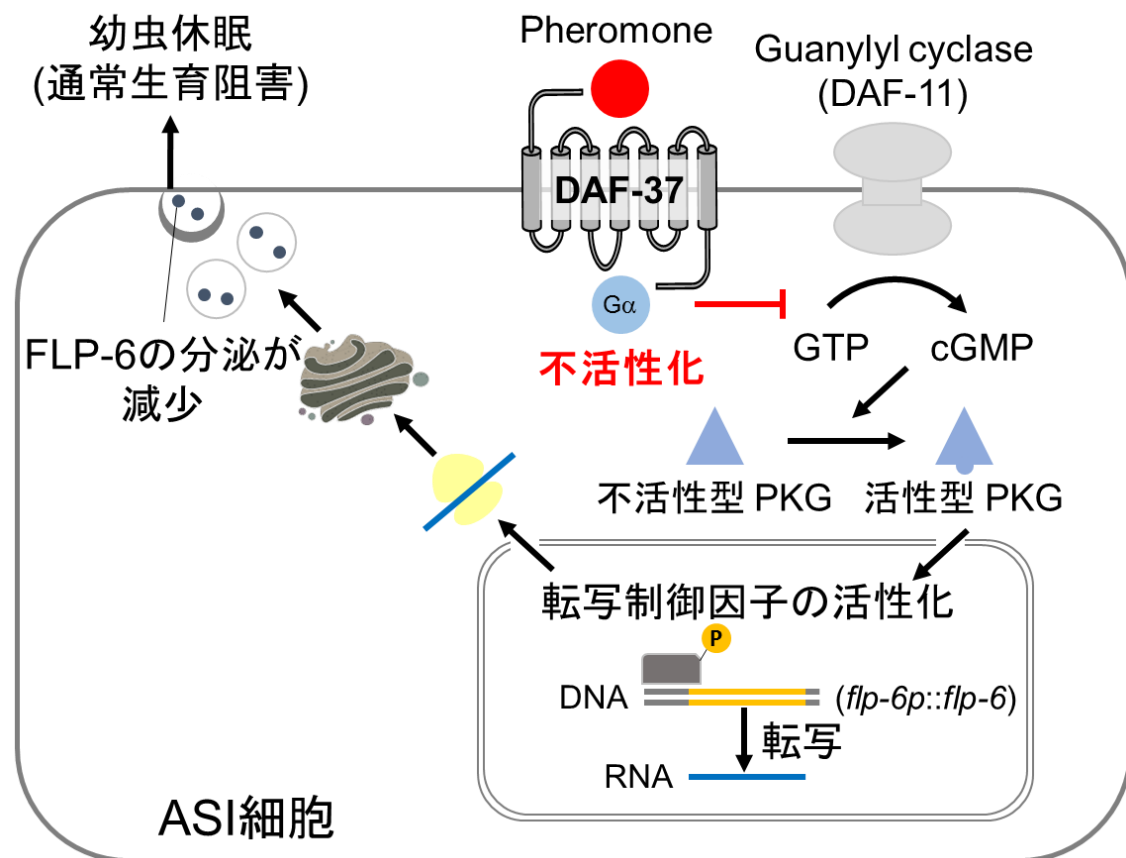 幼虫休眠
(通常生育阻害)
Pheromone
Guanylyl cyclase
(DAF-11)
DAF-37
Gα
不活性化
GTP
cGMP
FLP-6の分泌が
減少
不活性型 PKG
活性型 PKG
転写制御因子の活性化
P
DNA
(flp-6p::flp-6)
転写
RNA
ASI細胞